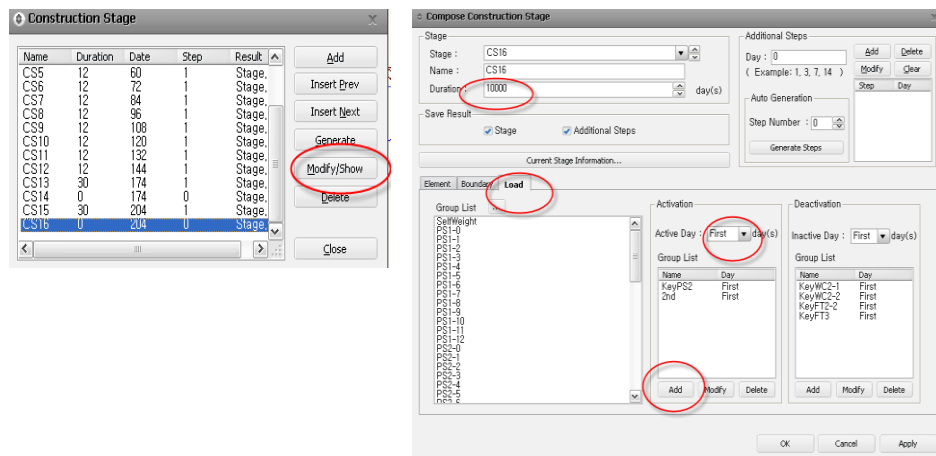 Construction Stage
Name Duration Date Step Result
CS5 12 60 1 Stage,
CS6 12 72 1 Stage,
CS7 12 84 1 Stage,
CS8 12 96 1 Stage,
CS9 12 108 1 Stage,
CS10 12 120 1 Stage,
CS11 12 132 1 Stage,
CS12 12 144 1 Stage,
CS13 30 174 1 Stage,
CS14 0 174 0 Stage,
CS15 30 204 1 Stage,
CS16 0 204 0 Stage,
Add
Insert Prev
Insert Next
Generate
Modify/Show
Delete
Close
Compose Construction Stage
Stage
Stage : CS16
Name : CS16
Duration : 10000 day(s)
Save Result
Stage Additional Steps
Current Stage Information...
Additional Steps
Day : 0
( Example: 1, 3, 7, 14 )
Add Delete
Modify Clear
Step Day
Auto Generation
Step Number : 0
Generate Steps
Element Boundary Load
Group List ...
SelfWeight
PS1-0
PS1-1
PS1-2
PS1-3
PS1-4
PS1-5
PS1-6
PS1-7
PS1-8
PS1-9
PS1-10
PS1-11
PS1-12
PS2-0
PS2-1
PS2-2
PS2-3
PS2-4
PS2-5
PS2-6
Activation
Active Day : First day(s)
Group List
Name Day
KeyPS2 First
2nd First
Add Modify Delete
Deactivation
Inactive Day : First day(s)
Group List
Name Day
KeyWC2-1 First
KeyWC2-2 First
KeyFT2-2 First
KeyFT3 First
Add Modify Delete
OK Cancel Apply